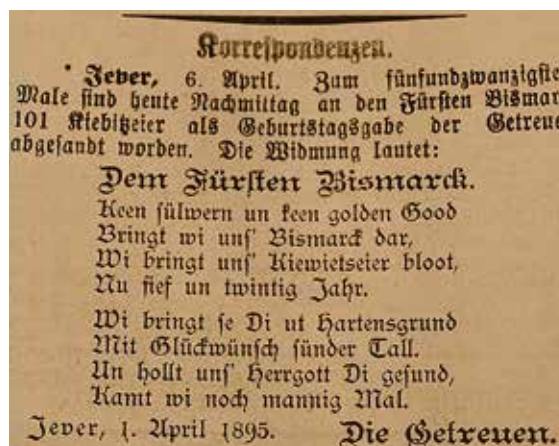 Korrespondenzen.
* Jever, 6. April. Zum fünfundzwanzigste
Male sind heute Nachmittag an den Fürsten Bismar
101 Kiebitzeier als Geburtstagsgabe der Getreue
abgesandt worden. Die Widmung lautet:
Dem Fürsten Bismarck.
Keen sülwern un keen golden Good
Bringt wi uns' Bismarck dar,
Wi bringt uns' Kiewietseier bloot,
Nu fief un twintig Jahr.
Wi bringt se Di ut Hartensgrund
Mit Glückwünsch sünder Tall.
Un hollt uns' Herrgott Di gesund,
Kamt wi noch mannig Mal.
Jever, 1. April 1895. Die Getreuen.